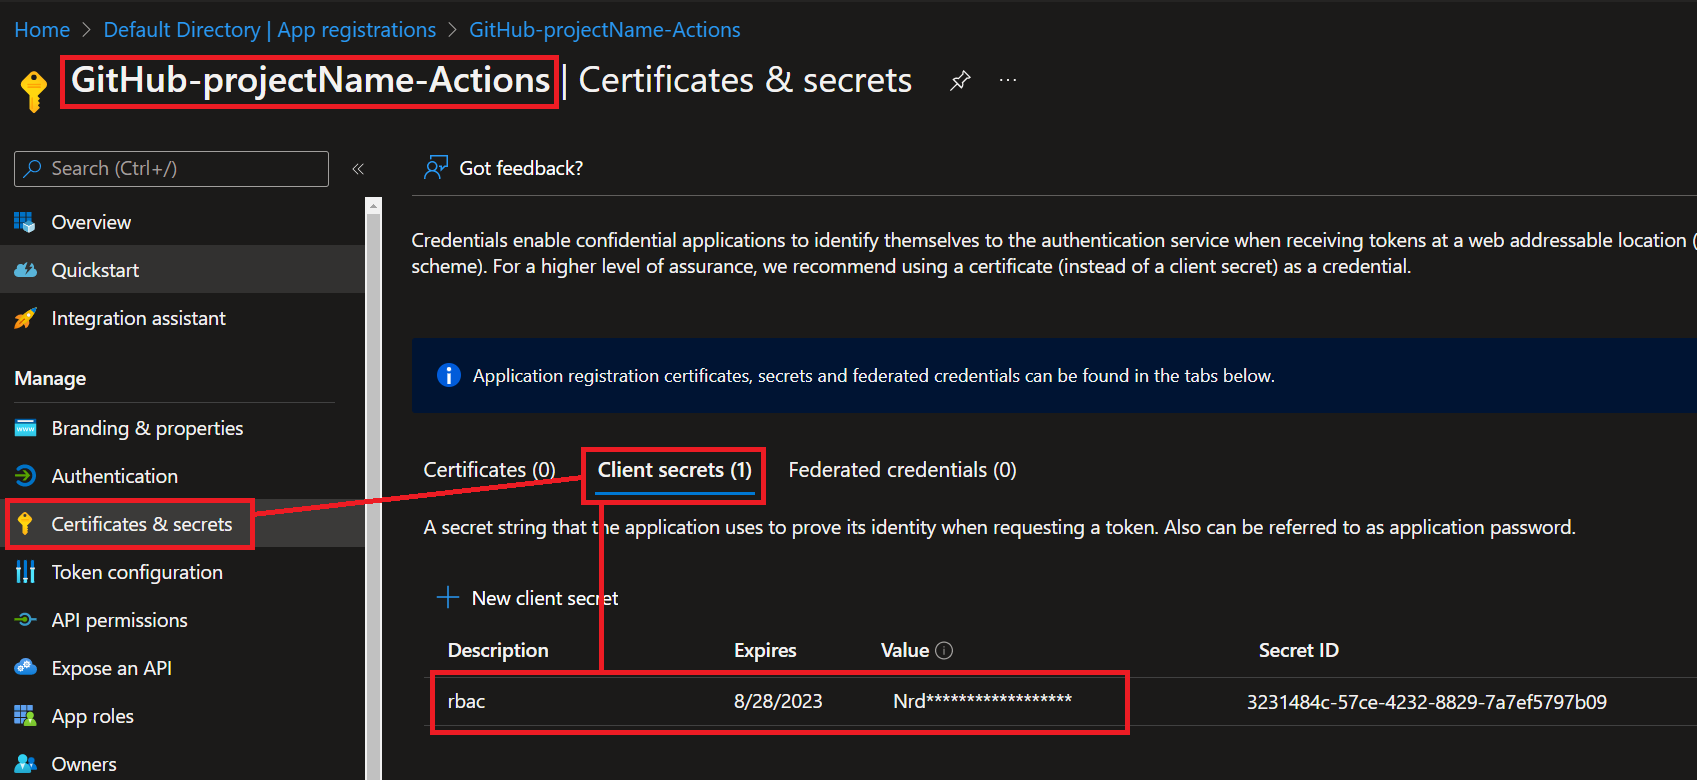 Home > Default Directory | App registrations > GitHub-projectName-Actions
GitHub-projectName-Actions | Certificates & secrets ...
Search (Ctrl+/) «
Overview
Quickstart
Integration assistant
Manage
Branding & properties
Authentication
Certificates & secrets
Token configuration
API permissions
Expose an API
App roles
Owners
Got feedback?
Credentials enable confidential applications to identify themselves to the authentication service when receiving tokens at a web addressable location (
scheme). For a higher level of assurance, we recommend using a certificate (instead of a client secret) as a credential.
Application registration certificates, secrets and federated credentials can be found in the tabs below.
Certificates (0) Client secrets (1) Federated credentials (0)
A secret string that the application uses to prove its identity when requesting a token. Also can be referred to as application password.
+ New client secret
Description Expires Value Secret ID
rbac 8/28/2023 Nrd****************** 3231484c-57ce-4232-8829-7a7ef5797b09